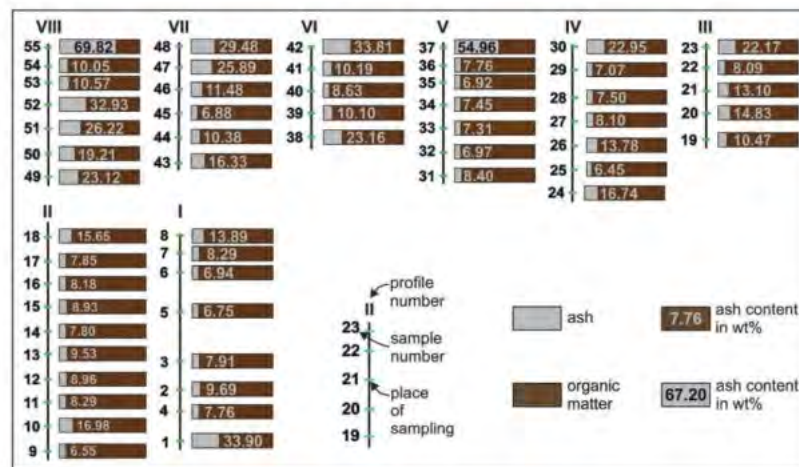 VIII
55 69.82
54 10.05
53 10.57
52 32.93
51 26.22
50 19.21
49 23.12
VII
48 29.48
47 25.89
46 11.48
45 6.88
44 10.38
43 16.33
VI
42 33.81
41 10.19
40 8.63
39 10.10
38 23.16
V
37 54.96
36 7.76
35 6.92
34 7.45
33 7.31
32 6.97
31 8.40
IV
30 22.95
29 7.07
28 7.50
27 8.10
26 13.78
25 6.45
24 16.74
III
23 22.17
22 8.09
21 13.10
20 14.83
19 10.47
II
18 15.65
17 7.85
16 8.18
15 8.93
14 7.80
13 9.53
12 8.96
11 8.29
10 16.98
9 6.55
I
8 13.89
7 8.29
6 6.94
5 6.75
3 7.91
2 9.69
4 7.76
1 33.90
profile
number
II
23
sample
number
22
21
place
of
sampling
20
19
ash
7.76 ash content
in wt%
organic
matter
67.20 ash content
in wt%